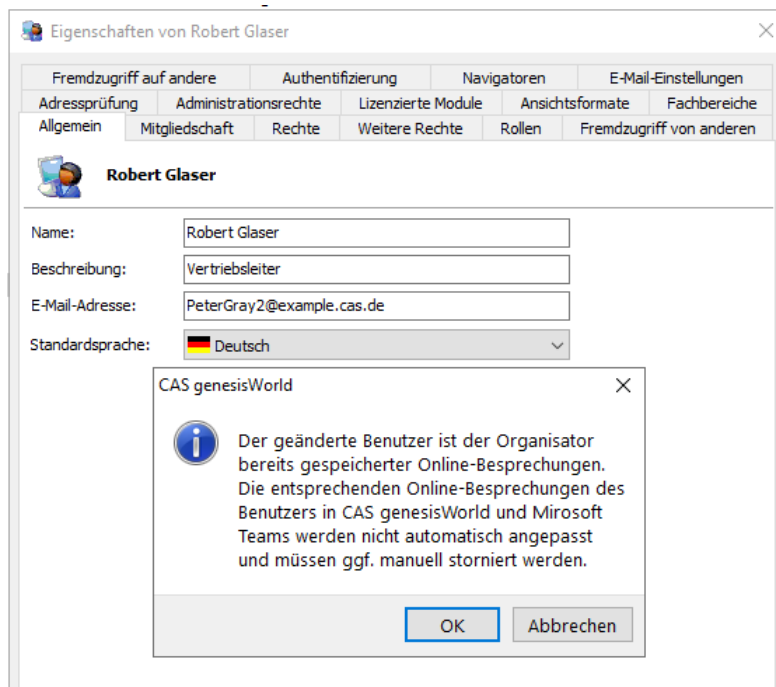 Eigenschaften von Robert Glaser
Fremdzugriff auf andere Authentifizierung Navigatoren E-Mail-Einstellungen
Adressprüfung Administrationsrechte Lizenzierte Module Ansichtsformate Fachbereiche
Allgemein Mitgliedschaft Rechte Weitere Rechte Rollen Fremdzugriff von anderen
Robert Glaser
Name: Robert Glaser
Beschreibung: Vertriebsleiter
E-Mail-Adresse: PeterGray2@example.cas.de
Standardsprache: Deutsch
CAS genesisWorld
Der geänderte Benutzer ist der Organisator
bereits gespeicherter Online-Besprechungen.
Die entsprechenden Online-Besprechungen des
Benutzers in CAS genesisWorld und Mirosoft
Teams werden nicht automatisch angepasst
und müssen ggf. manuell storniert werden.
OK Abbrechen